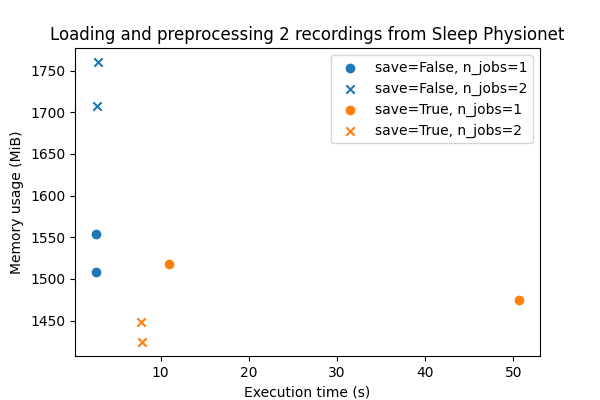 Loading and preprocessing 2 recordings from Sleep Physionet
save=False, n_jobs=1
save=False, n_jobs=2
save=True, n_jobs=1
save=True, n_jobs=2
Memory usage (MiB)
1750
1700
1650
1600
1550
1500
1450
10 20 30 40 50
Execution time (s)